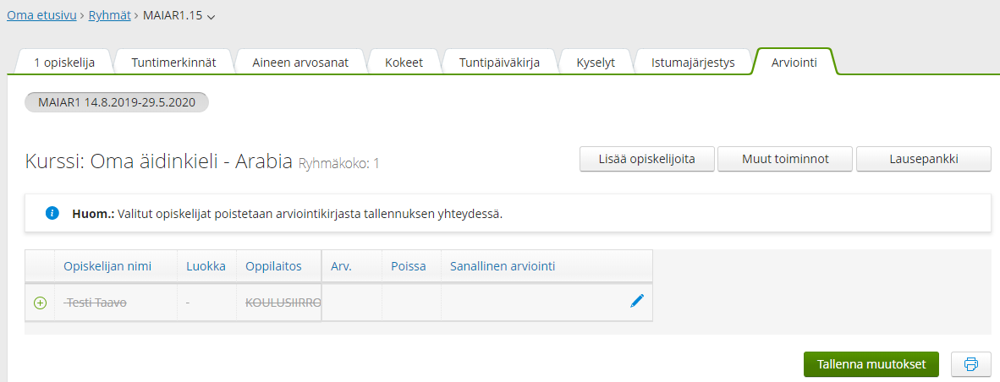 Oma etusivu › Ryhmät › MAIAR1.15
1 opiskelija Tuntimerkinnät Aineen arvosanat Kokeet Tuntipäiväkirja Kyselyt Istumajärjestys Arviointi
MAIAR1 14.8.2019-29.5.2020
Kurssi: Oma äidinkieli - Arabia Ryhmäkoko: 1
Lisää opiskelijoita Muut toiminnot Lausepankki
Huom.: Valitut opiskelijat poistetaan arviointikirjasta tallennuksen yhteydessä.
Opiskelijan nimi Luokka Oppilaitos Arv. Poissa Sanallinen arviointi
Testi Taavo - KOULUSIIRRO
Tallenna muutokset